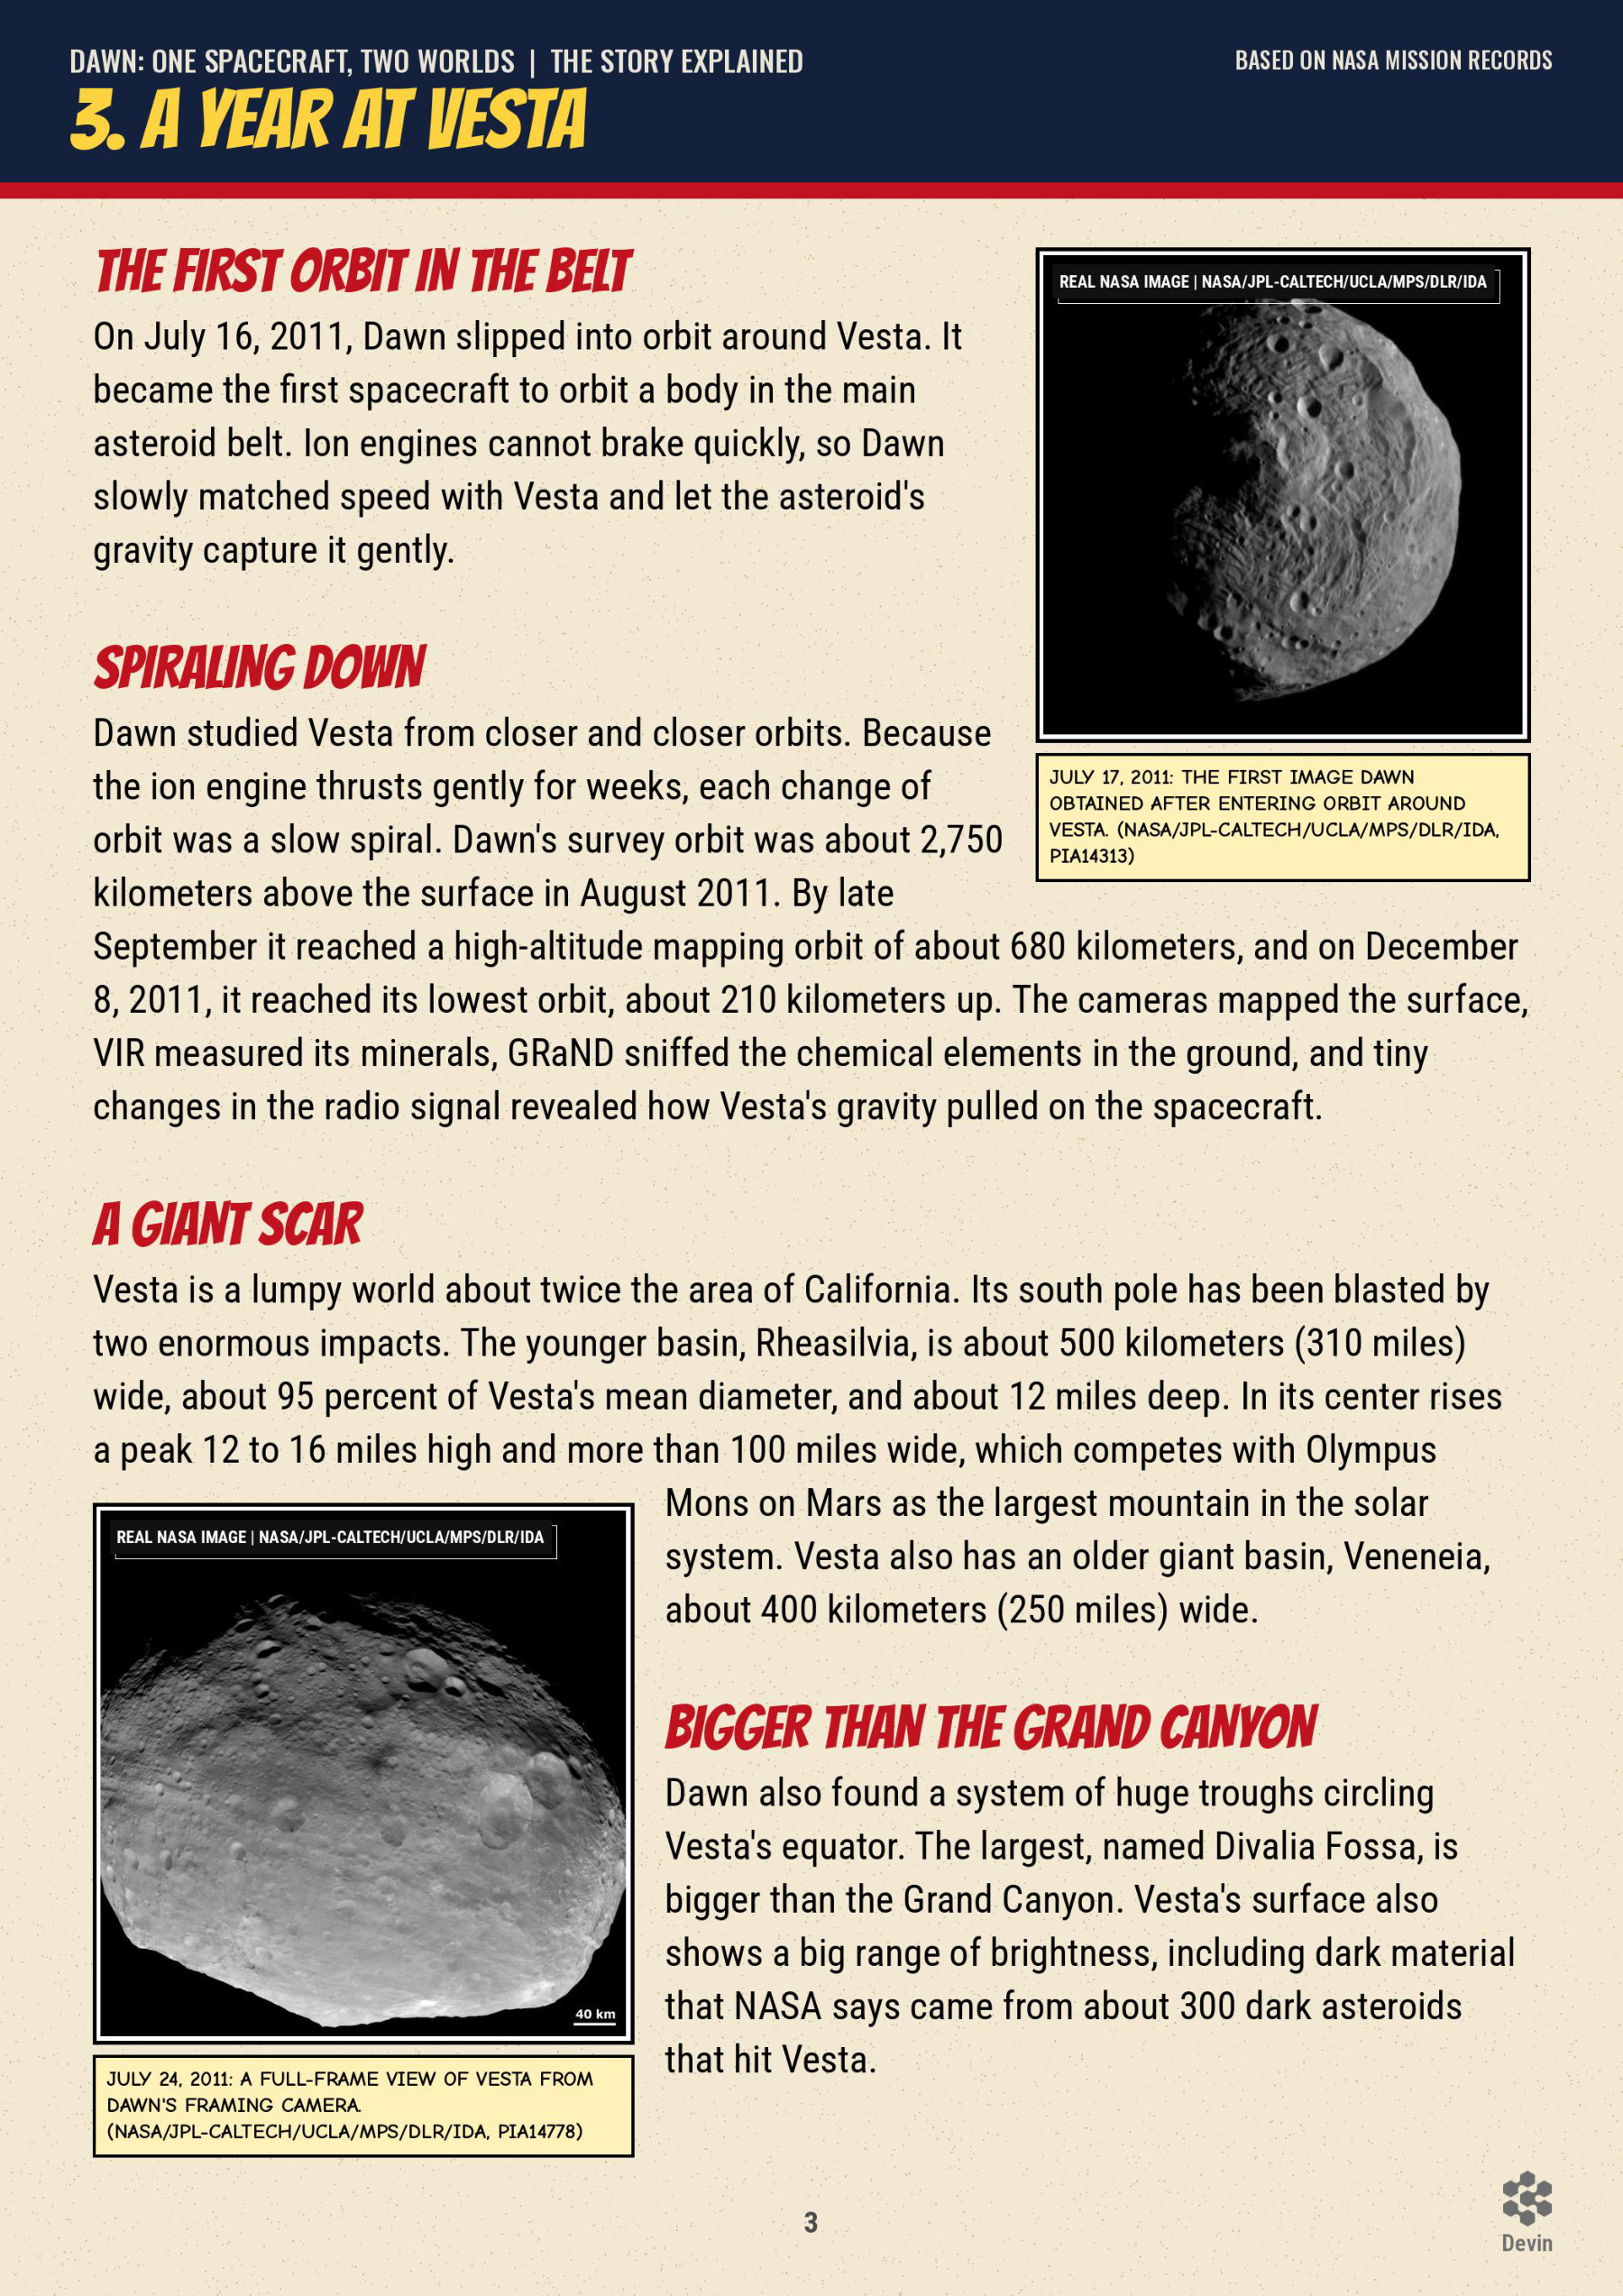 DAWN: ONE SPACECRAFT, TWO WORLDS | THE STORY EXPLAINED
BASED ON NASA MISSION RECORDS
3. A YEAR AT VESTA
THE FIRST ORBIT IN THE BELT
On July 16, 2011, Dawn slipped into orbit around Vesta. It
became the first spacecraft to orbit a body in the main
asteroid belt. Ion engines cannot brake quickly, so Dawn
slowly matched speed with Vesta and let the asteroid's
gravity capture it gently.
REAL NASA IMAGE | NASA/JPL-CALTECH/UCLA/MPS/DLR/IDA
JULY 17, 2011: THE FIRST IMAGE DAWN
OBTAINED AFTER ENTERING ORBIT AROUND
VESTA. (NASA/JPL-CALTECH/UCLA/MPS/DLR/IDA,
PIA14313)
SPIRALING DOWN
Dawn studied Vesta from closer and closer orbits. Because
the ion engine thrusts gently for weeks, each change of
orbit was a slow spiral. Dawn's survey orbit was about 2,750
kilometers above the surface in August 2011. By late
September it reached a high-altitude mapping orbit of about 680 kilometers, and on December
8, 2011, it reached its lowest orbit, about 210 kilometers up. The cameras mapped the surface,
VIR measured its minerals, GRaND sniffed the chemical elements in the ground, and tiny
changes in the radio signal revealed how Vesta's gravity pulled on the spacecraft.
A GIANT SCAR
Vesta is a lumpy world about twice the area of California. Its south pole has been blasted by
two enormous impacts. The younger basin, Rheasilvia, is about 500 kilometers (310 miles)
wide, about 95 percent of Vesta's mean diameter, and about 12 miles deep. In its center rises
a peak 12 to 16 miles high and more than 100 miles wide, which competes with Olympus
Mons on Mars as the largest mountain in the solar
system. Vesta also has an older giant basin, Veneneia,
about 400 kilometers (250 miles) wide.
REAL NASA IMAGE | NASA/JPL-CALTECH/UCLA/MPS/DLR/IDA
40 km
JULY 24, 2011: A FULL-FRAME VIEW OF VESTA FROM
DAWN'S FRAMING CAMERA.
(NASA/JPL-CALTECH/UCLA/MPS/DLR/IDA, PIA14778)
BIGGER THAN THE GRAND CANYON
Dawn also found a system of huge troughs circling
Vesta's equator. The largest, named Divalia Fossa, is
bigger than the Grand Canyon. Vesta's surface also
shows a big range of brightness, including dark material
that NASA says came from about 300 dark asteroids
that hit Vesta.
3
Devin